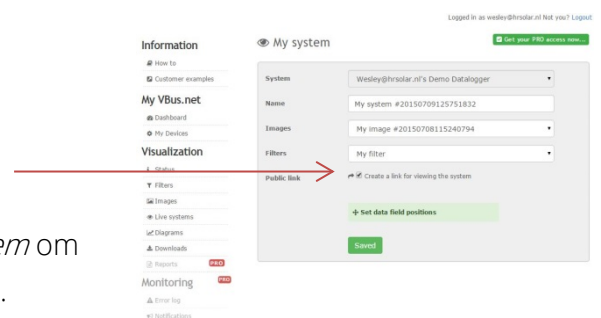 Logged in as wesley@hrsolar.nl Not you? Logout
Information
How to
Customer examples
My VBus.net
Dashboard
My Devices
Visualization
Status
Filters
Images
Live systems
Diagrams
Downloads
Reports PRO
Monitoring PRO
Error log
Notifications
My system
Get your PRO access now...
System Wesley@hrsolar.nl's Demo Datalogger
Name My system #20150709125751832
Images My image #20150708115240794
Filters My filter
Public link Create a link for viewing the system
Set data field positions
Saved
em om
.